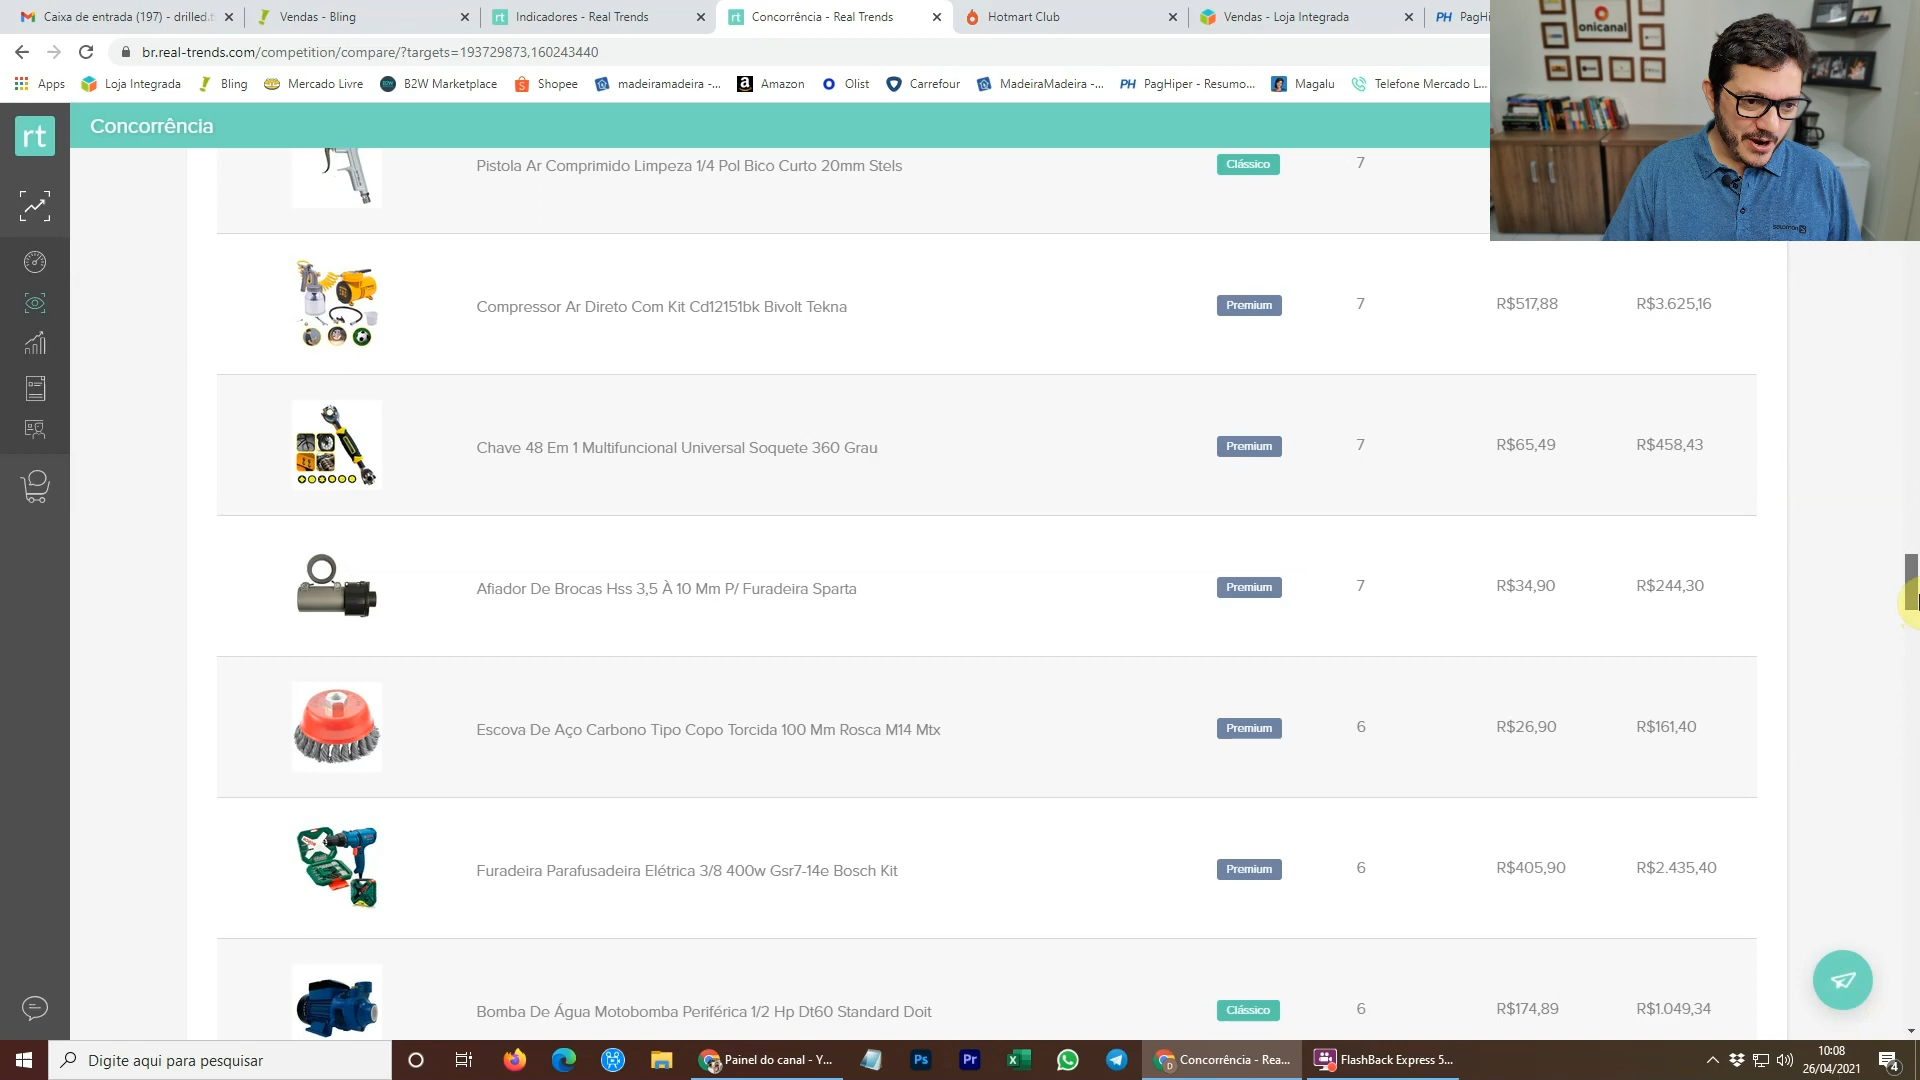 Caixa de entrada (197) - drilled.t
Vendas - Bling
Indicadores - Real Trends
Concorrência - Real Trends
Hotmart Club
Vendas - Loja Integrada
PagHi
br.real-trends.com/competition/compare/?targets=193729873,160243440
Apps
Loja Integrada
Bling
Mercado Livre
B2W Marketplace
Shopee
madeiramadeira -...
Amazon
Olist
Carrefour
MadeiraMadeira -...
PagHiper - Resumo...
Magalu
Telefone Mercado L...
onicanal
rt
Concorrência
Pistola Ar Comprimido Limpeza 1/4 Pol Bico Curto 20mm Stels Clássico 7
Compressor Ar Direto Com Kit Cd12151bk Bivolt Tekna Premium 7 R$517,88 R$3.625,16
Chave 48 Em 1 Multifuncional Universal Soquete 360 Grau Premium 7 R$65,49 R$458,43
Afiador De Brocas Hss 3,5 À 10 Mm P/ Furadeira Sparta Premium 7 R$34,90 R$244,30
Escova De Aço Carbono Tipo Copo Torcida 100 Mm Rosca M14 Mtx Premium 6 R$26,90 R$161,40
Furadeira Parafusadeira Elétrica 3/8 400w Gsr7-14e Bosch Kit Premium 6 R$405,90 R$2.435,40
Bomba De Água Motobomba Periférica 1/2 Hp Dt60 Standard Doit Clássico 6 R$174,89 R$1.049,34
Digite aqui para pesquisar
Painel do canal - Y...
Ps
Pr
Concorrência - Rea...
FlashBack Express 5...
10:08
26/04/2021
4